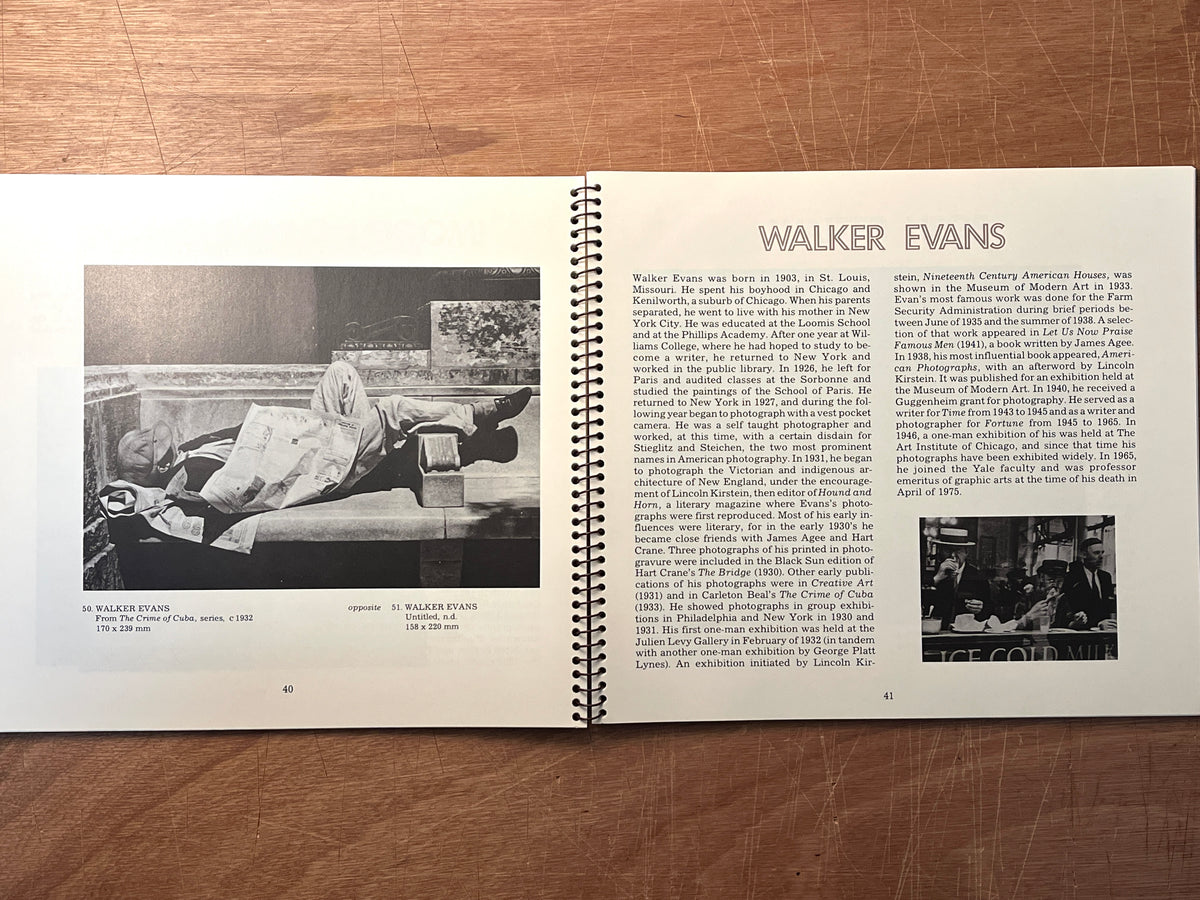 50. WALKER EVANS
From The Crime of Cuba, series, c 1932
170 x 239 mm
opposite 51. WALKER EVANS
Untitled, n.d.
158 x 220 mm
40
WALKER EVANS
Walker Evans was born in 1903, in St. Louis,
Missouri. He spent his boyhood in Chicago and
Kenilworth, a suburb of Chicago. When his parents
separated, he went to live with his mother in New
York City. He was educated at the Loomis School
and at the Phillips Academy. After one year at Wil-
liams College, where he had hoped to study to be-
come a writer, he returned to New York and
worked in the public library. In 1926, he left for
Paris and audited classes at the Sorbonne and
studied the paintings of the School of Paris. He
returned to New York in 1927, and during the fol-
lowing year began to photograph with a vest pocket
camera. He was a self taught photographer and
worked, at this time, with a certain disdain for
Stieglitz and Steichen, the two most prominent
names in American photography. In 1931, he began
to photograph the Victorian and indigenous ar-
chitecture of New England, under the encourage-
ment of Lincoln Kirstein, then editor of Hound and
Horn, a literary magazine where Evans's photo-
graphs were first reproduced. Most of his early in-
fluences were literary, for in the early 1930's he
became close friends with James Agee and Hart
Crane. Three photographs of his printed in photo-
gravure were included in the Black Sun edition of
Hart Crane's The Bridge (1930). Other early publi-
cations of his photographs were in Creative Art
(1931) and in Carleton Beal's The Crime of Cuba
(1933). He showed photographs in group exhibi-
tions in Philadelphia and New York in 1930 and
1931. His first one-man exhibition was held at the
Julien Levy Gallery in February of 1932 (in tandem
with another one-man exhibition by George Platt
Lynes). An exhibition initiated by Lincoln Kir-
stein, Nineteenth Century American Houses, was
shown in the Museum of Modern Art in 1933.
Evan's most famous work was done for the Farm
Security Administration during brief periods be-
tween June of 1935 and the summer of 1938. A selec-
tion of that work appeared in Let Us Now Praise
Famous Men (1941), a book written by James Agee.
In 1938, his most influential book appeared, Ameri-
can Photographs, with an afterword by Lincoln
Kirstein. It was published for an exhibition held at
the Museum of Modern Art. In 1940, he received a
Guggenheim grant for photography. He served as a
writer for Time from 1943 to 1945 and as a writer and
photographer for Fortune from 1945 to 1965. In
1946, a one-man exhibition of his was held at The
Art Institute of Chicago, and since that time his
photographs have been exhibited widely. In 1965,
he joined the Yale faculty and was professor
emeritus of graphic arts at the time of his death in
April of 1975.
ICE COLD MILK
41